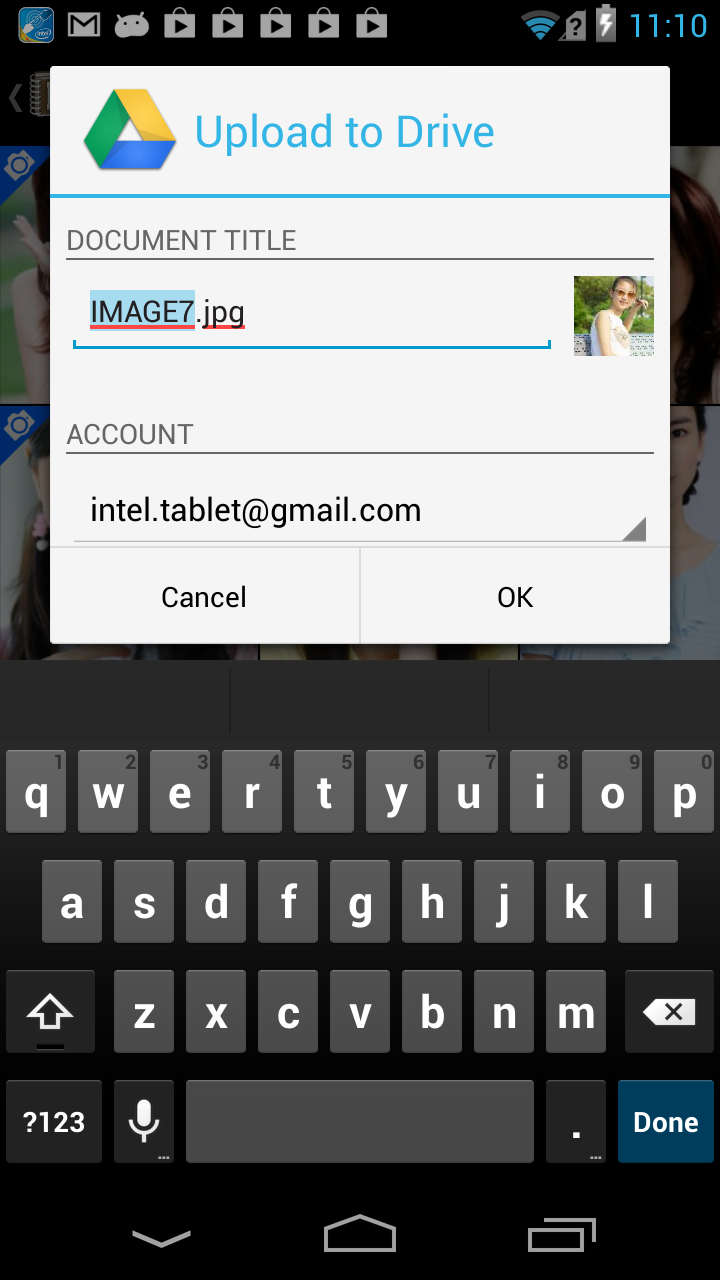 11:10
Upload to Drive
DOCUMENT TITLE
IMAGE7.jpg
ACCOUNT
intel.tablet@gmail.com
Cancel OK
1 2 3 4 5 6 7 8 9 0
q w e r t y u i o p
a s d f g h j k l
z x c v b n m
?123 . Done